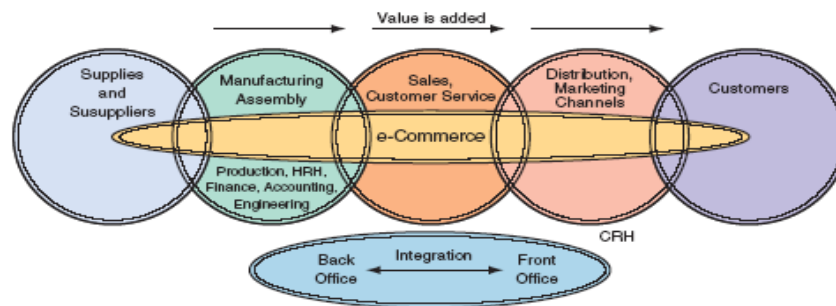 Value is added
Supplies
and
Susuppliers
Manufacturing
Assembly
Sales,
Customer Service
Distribution,
Marketing
Channels
Customers
e-Commerce
Production, HRH,
Finance, Accounting,
Engineering
CRH
Back
Office
Integration
Front
Office